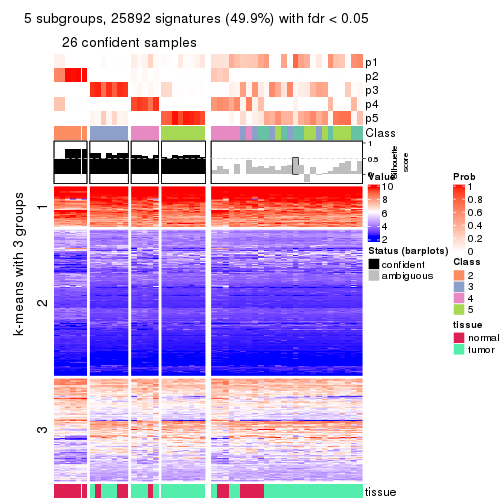 5 subgroups, 25892 signatures (49.9%) with fdr < 0.05
26 confident samples
p1
p2
p3
p4
p5
Class
1
0.5
0
Silhouette
score
k-means with 3 groups
1
2
3
tissue
Value
10
8
6
4
2
Status (barplots)
confident
ambiguous
Prob
1
0.8
0.6
0.4
0.2
0
Class
2
3
4
5
tissue
normal
tumor